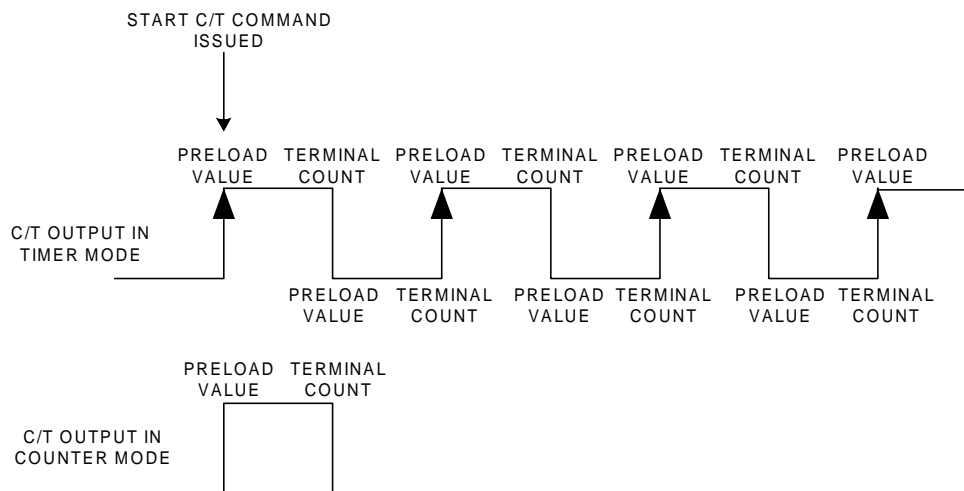 START C/T COMMAND
ISSUED
PRELOAD
VALUE
TERMINAL
COUNT
PRELOAD
VALUE
TERMINAL
COUNT
PRELOAD
VALUE
TERMINAL
COUNT
PRELOAD
VALUE
C/T OUTPUT IN
TIMER MODE
PRELOAD
VALUE
TERMINAL
COUNT
PRELOAD
VALUE
TERMINAL
COUNT
PRELOAD
VALUE
TERMINAL
COUNT
PRELOAD
VALUE
TERMINAL
COUNT
C/T OUTPUT IN
COUNTER MODE